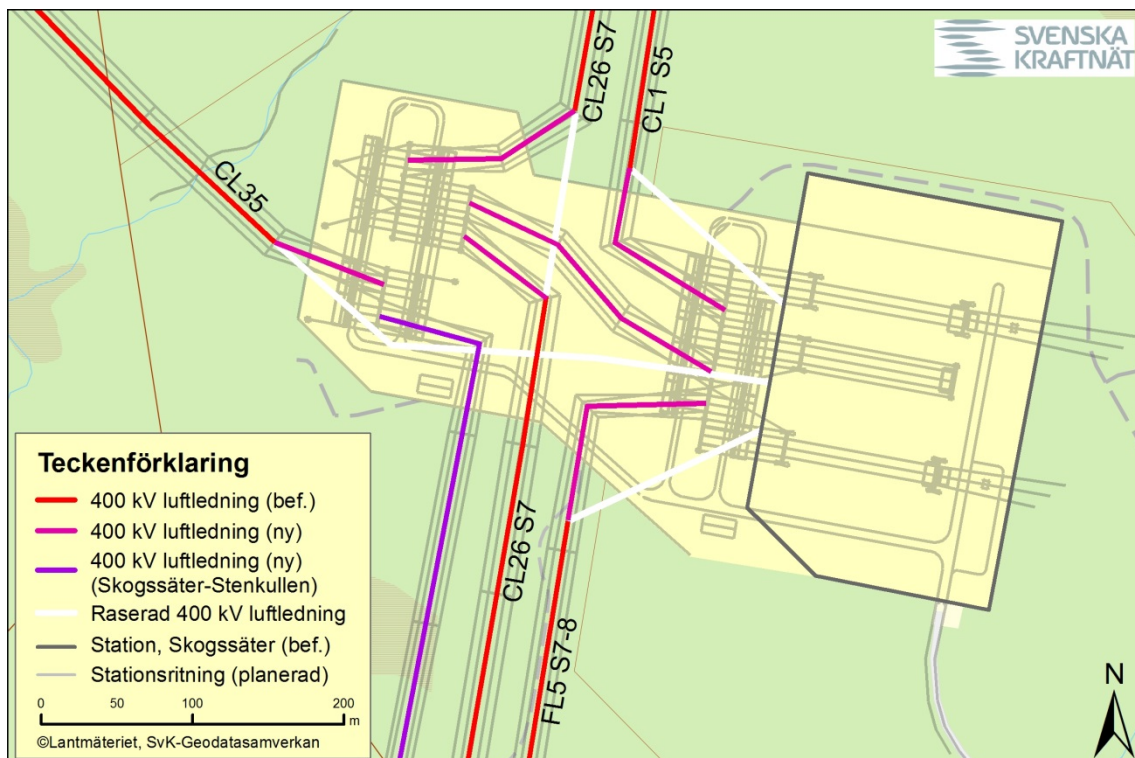 SVENSKA
KRAFTNÄT
CL26 S7
CL1 S5
CL35
CL26 S7
FL5 S7-8
Teckenförklaring
400 kV luftledning (bef.)
400 kV luftledning (ny)
400 kV luftledning (ny)
(Skogssäter-Stenkullen)
Raserad 400 kV luftledning
Station, Skogssäter (bef.)
Stationsritning (planerad)
0 50 100 200
m
©Lantmäteriet, SvK-Geodatasamverkan
N